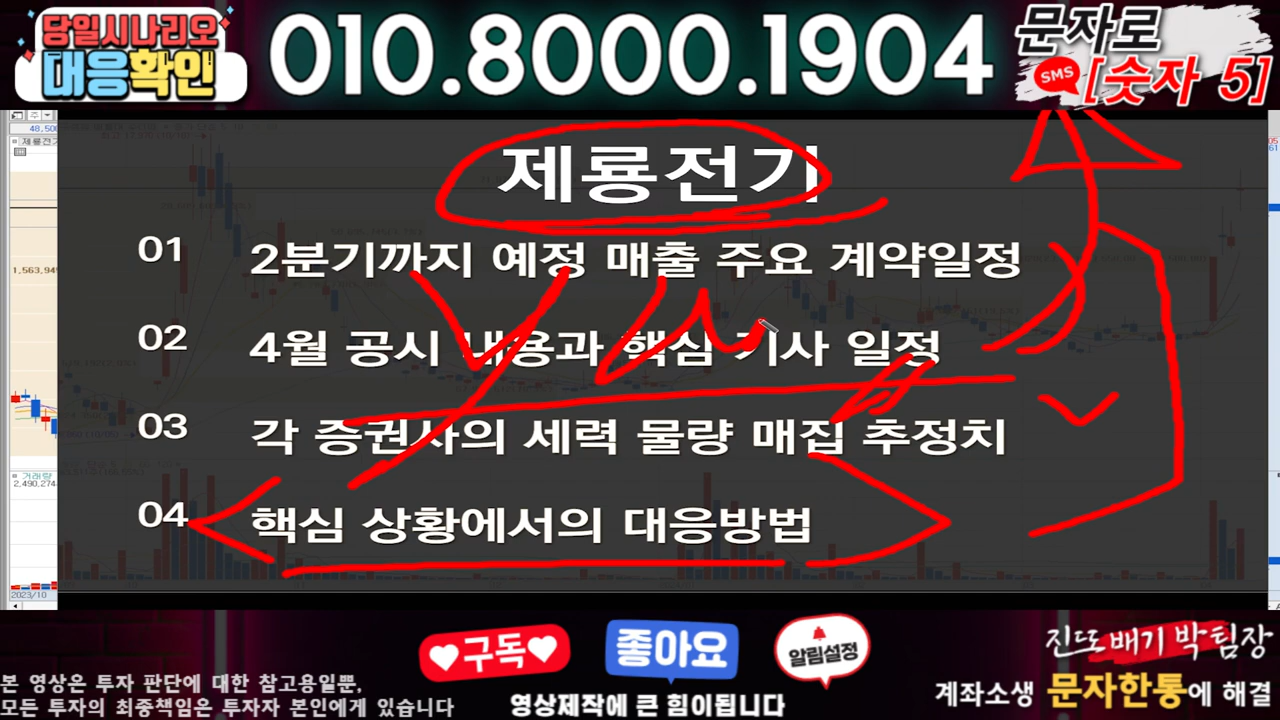 당일시나리오
대응확인
010.8000.1904
문자로
SMS [숫자 5]
제룡전기
01 2분기까지 예정 매출 주요 계약일정
02 4월 공시 내용과 핵심 기사 일정
03 각 증권사의 세력 물량 매집 추정치
04 핵심 상황에서의 대응방법
2023/10
구독
좋아요
알림설정
영상제작에 큰 힘이됩니다
본 영상은 투자 판단에 대한 참고용일뿐,
모든 투자의 최종책임은 투자자 본인에게 있습니다
진또배기 박팀장
계좌소생 문자한통에 해결